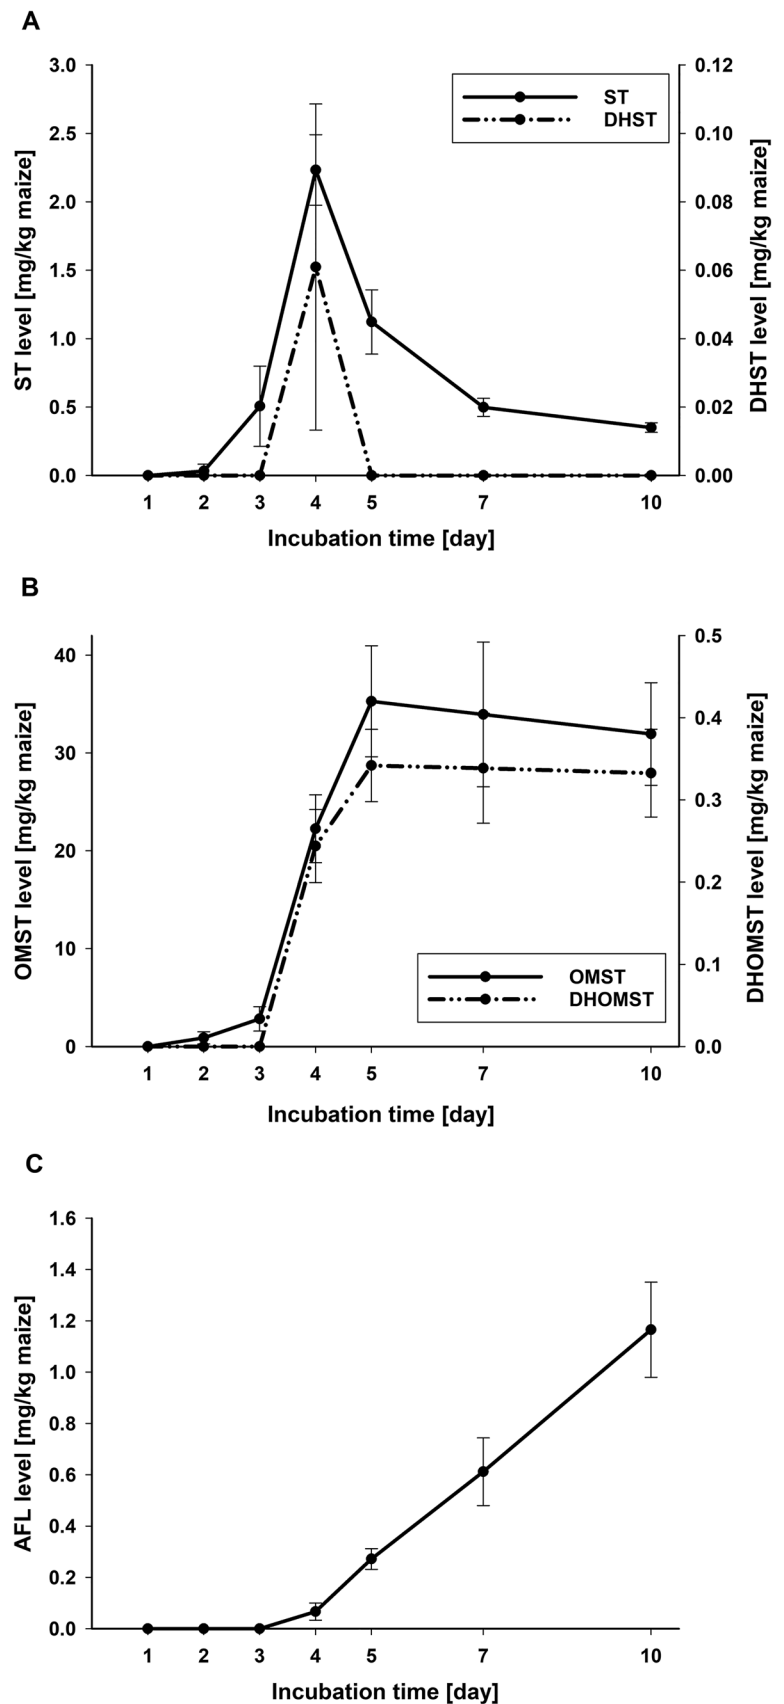 A
ST level [mg/kg maize]
3.0
2.5
2.0
1.5
1.0
0.5
0.0
ST
DHST
0.12
0.10
0.08
0.06
0.04
0.02
0.00
DHST level [mg/kg maize]
1 2 3 4 5 7 10
Incubation time [day]
B
OMST level [mg/kg maize]
40
30
20
10
0
OMST
DHOMST
0.5
0.4
0.3
0.2
0.1
0.0
DHOMST level [mg/kg maize]
1 2 3 4 5 7 10
Incubation time [day]
C
AFL level [mg/kg maize]
1.6
1.4
1.2
1.0
0.8
0.6
0.4
0.2
0.0
1 2 3 4 5 7 10
Incubation time [day]